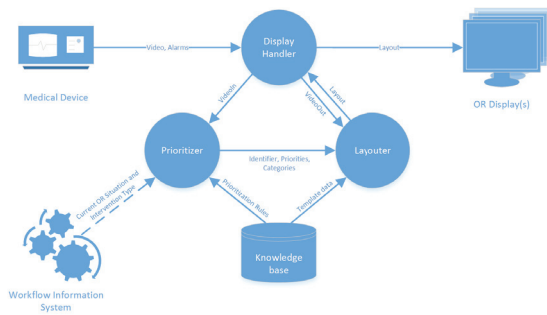 Video, Alarms
Display
Handler
Layout
Medical Device
OR Display(s)
VideoIn
Layout
VideoOut
Prioritizer
Layouter
Identifier, Priorities,
Categories
Current OR Situation and
Intervention Type
Prioritization Rules
Template data
Knowledge
base
Workflow Information
System